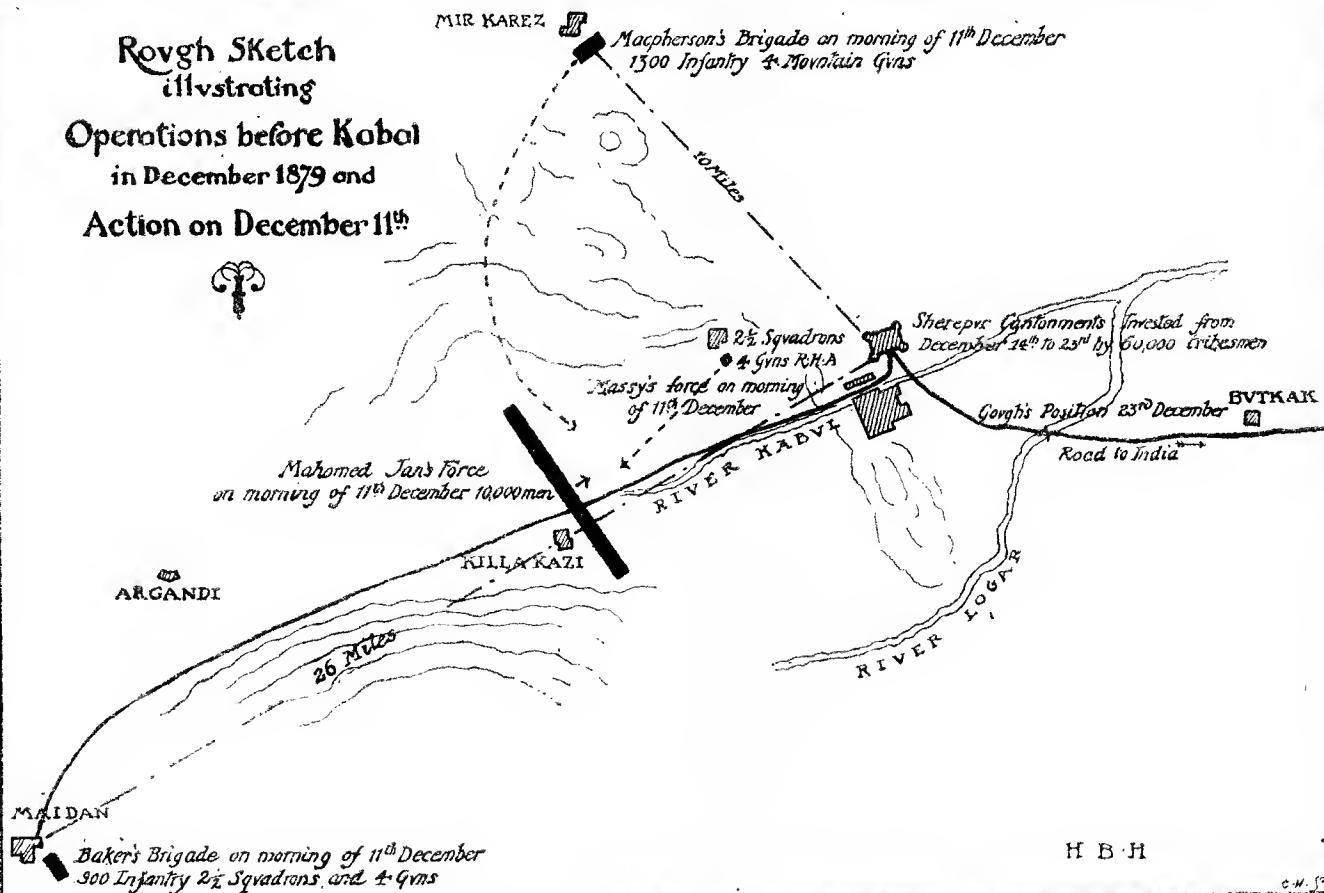 Rovgh Sketch
illvstrating
Operations before Kabal
in December 1879 and
Action on December 11th
MIR KAREZ
Macpherson's Brigade on morning of 11th December
1300 Infantry 4 Movntain Gvns
10 Miles
2½ Sqvadrons
4 Gvns R.H.A
Massy's force on morning
of 11th December
Sherepvr Cantonments Invested from
December 14th to 23rd by 60,000 tribesmen
Govgh's Position 23rd December
BVTKAK
Road to India
RIVER KABVL
Mahomed Jan's Force
on morning of 11th December 10,000 men
KILLA KAZI
ARGANDI
26 Miles
RIVER LOGAR
MAIDAN
Baker's Brigade on morning of 11th December
900 Infantry 2½ Sqvadrons and 4 Gvns
H B H